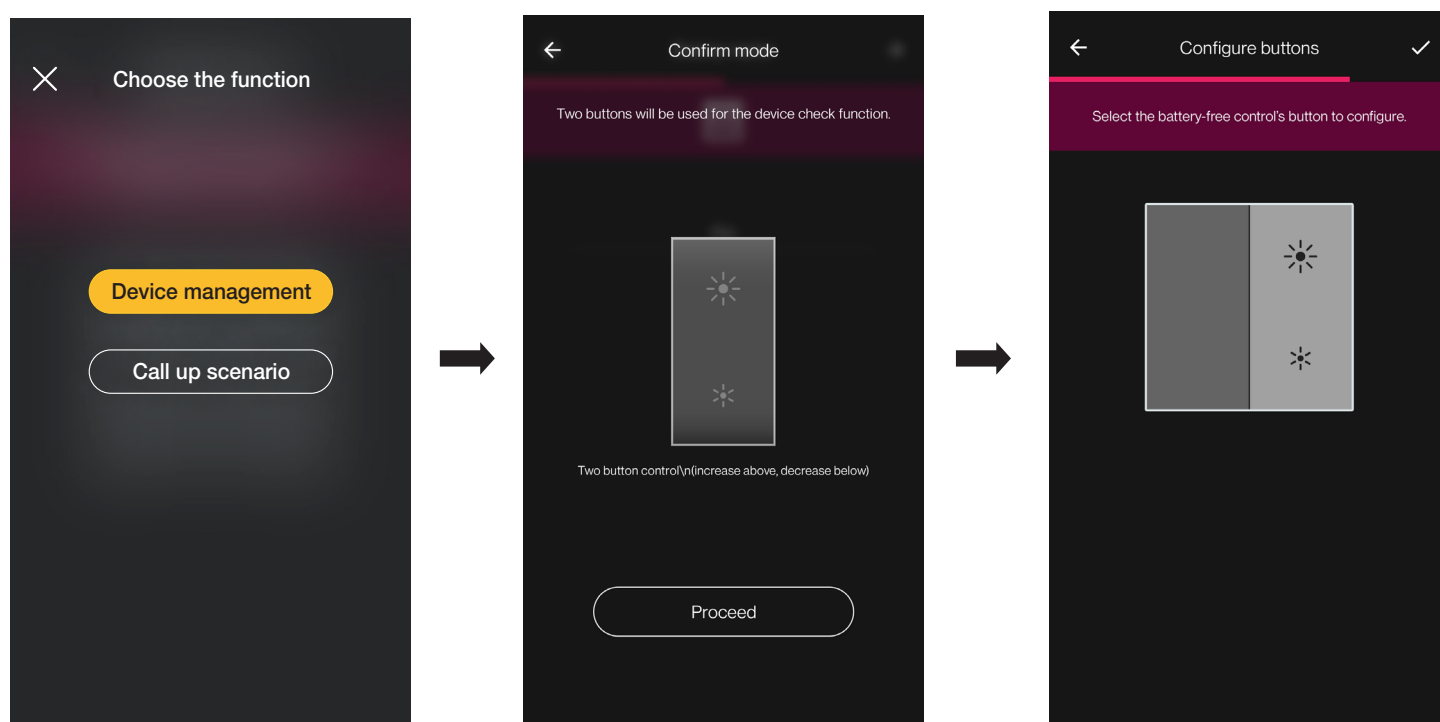 Choose the function
Device management
Call up scenario
Confirm mode
Two buttons will be used for the device check function.
Two button control\n(increase above, decrease below)
Proceed
Configure buttons
Select the battery-free control's button to configure.